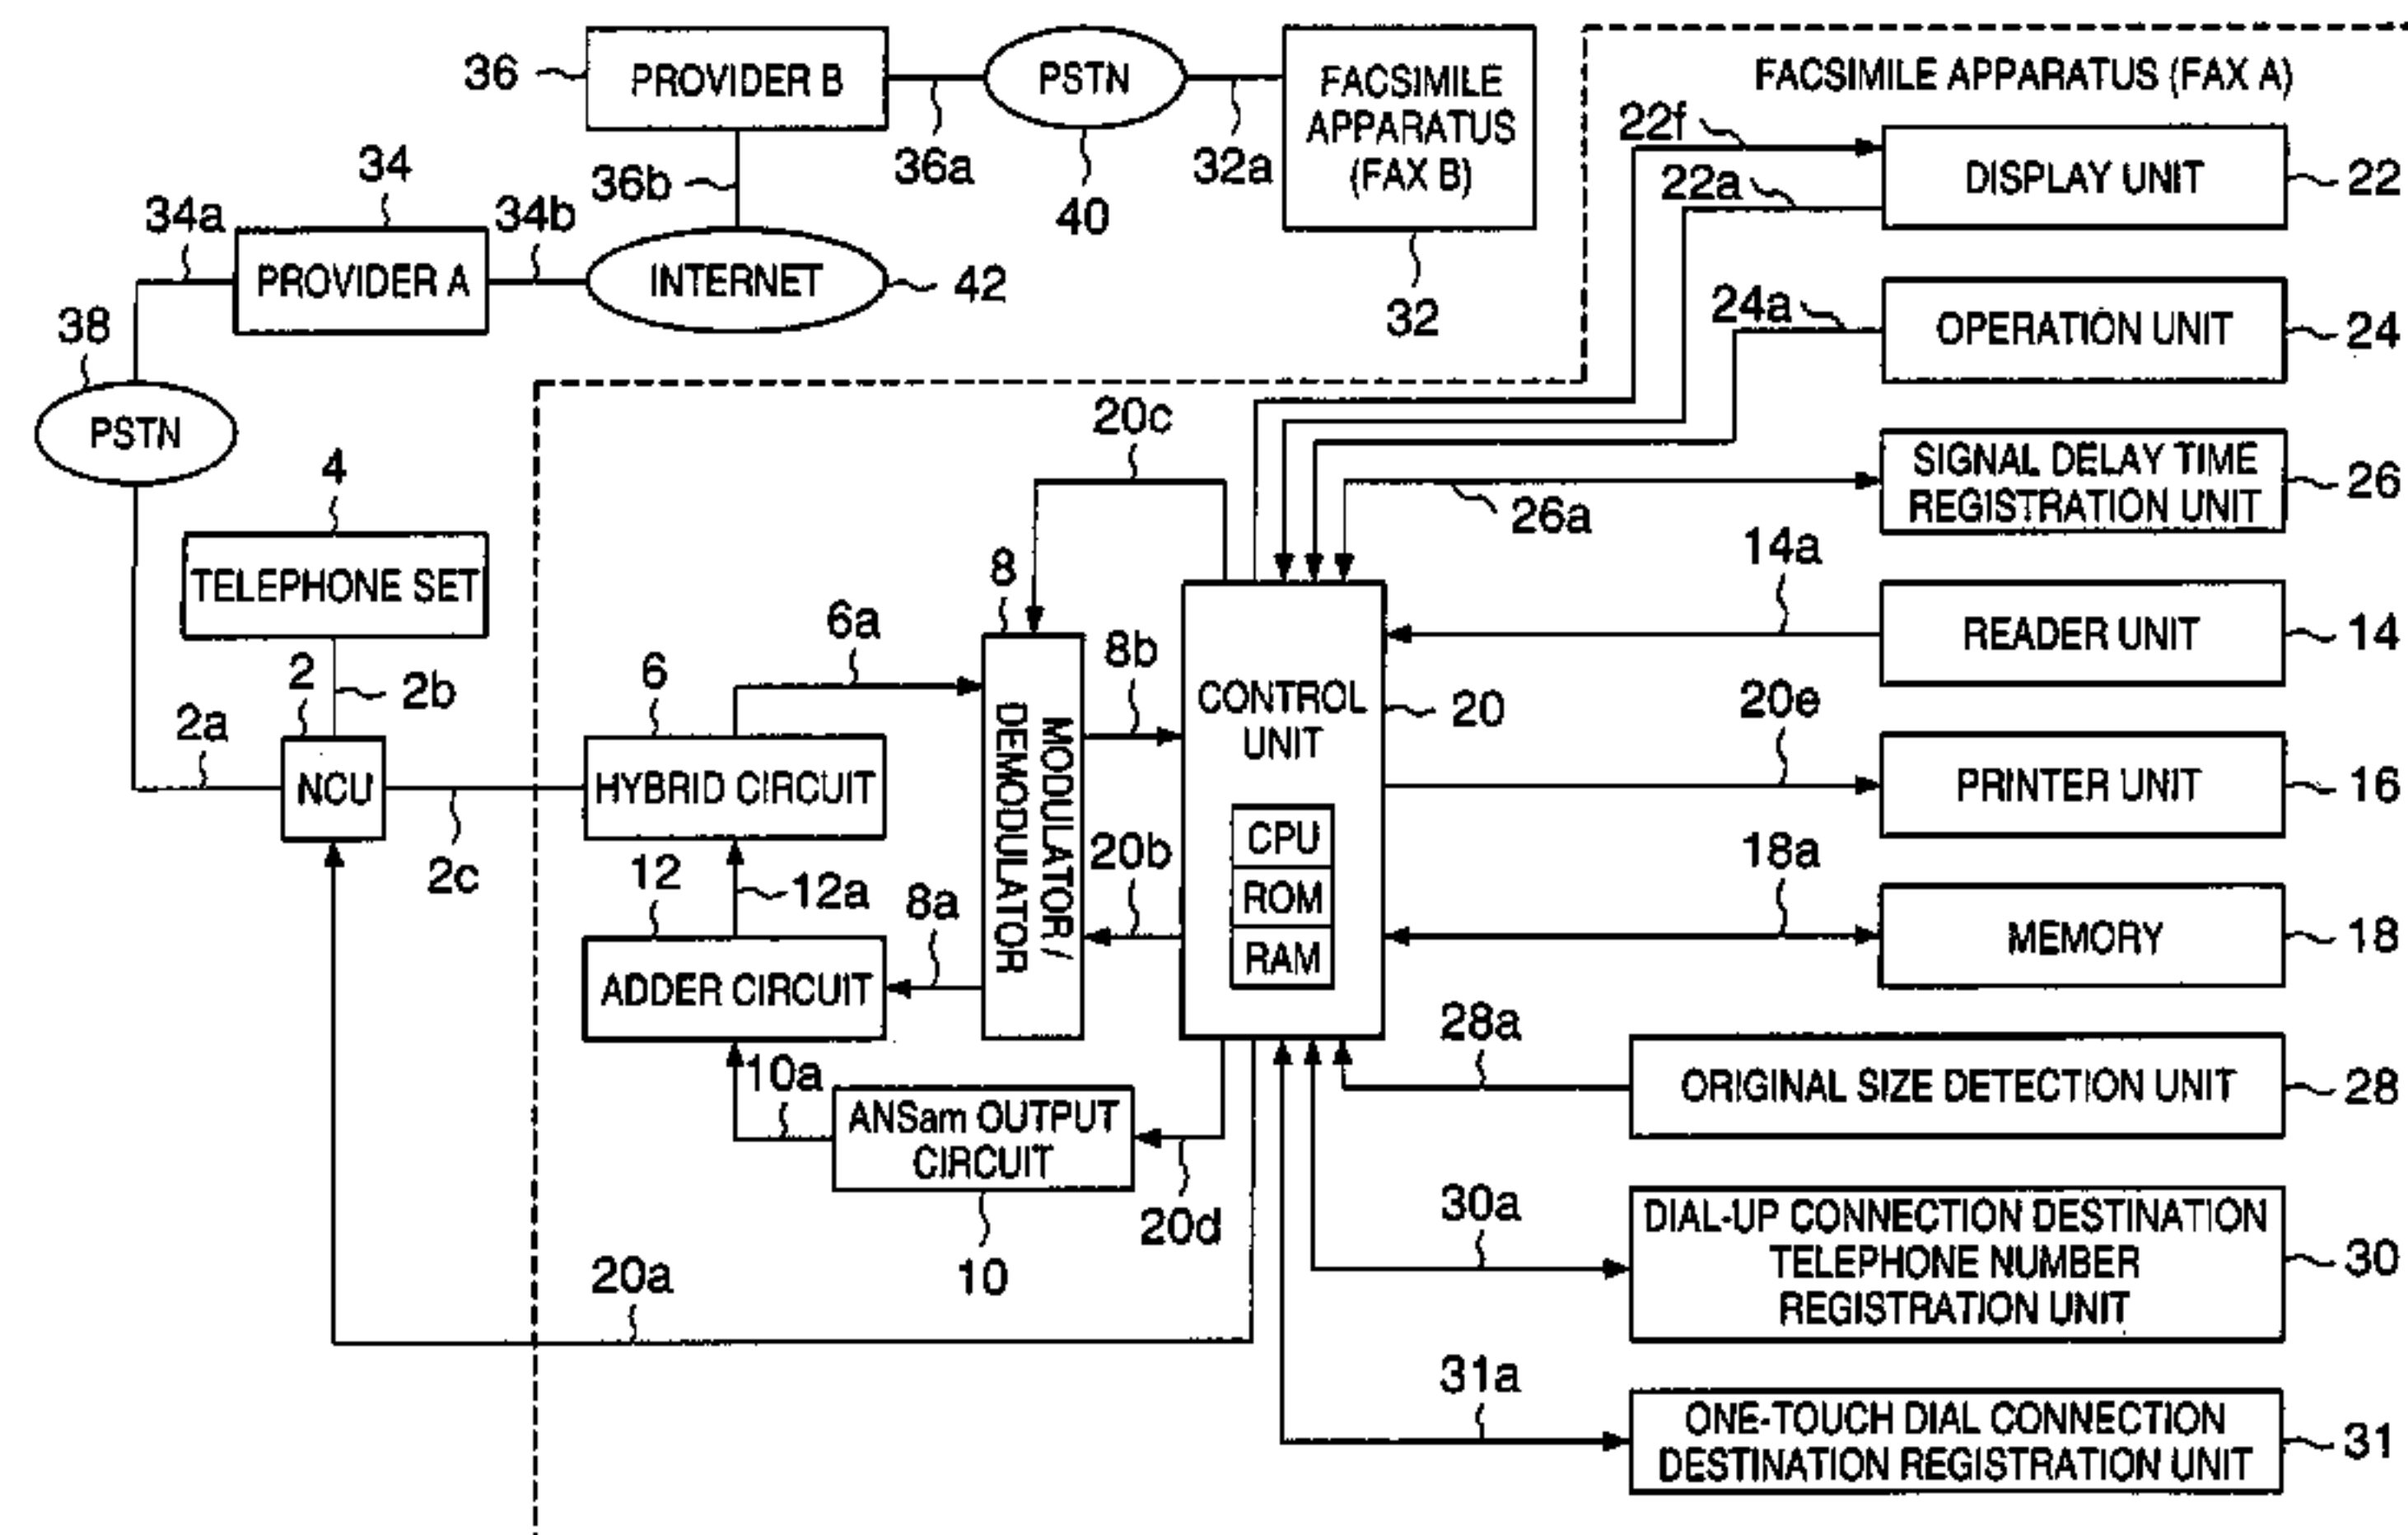 36
PROVIDER B
36a
PSTN
40
32a
FACSIMILE
APPARATUS
(FAX B)
32
FACSIMILE APPARATUS (FAX A)
22f
22a
DISPLAY UNIT
22
36b
34
34a
34b
PROVIDER A
INTERNET
42
24a
OPERATION UNIT
24
38
PSTN
20c
26a
SIGNAL DELAY TIME
REGISTRATION UNIT
26
4
TELEPHONE SET
2
2b
2a
NCU
2c
6
6a
8
8b
HYBRID CIRCUIT
MODULATOR /
DEMODULATOR
CONTROL
UNIT
20
CPU
ROM
RAM
14a
READER UNIT
14
20e
PRINTER UNIT
16
12
12a
8a
20b
18a
MEMORY
18
ADDER CIRCUIT
10a
ANSam OUTPUT
CIRCUIT
10
20d
28a
ORIGINAL SIZE DETECTION UNIT
28
20a
30a
DIAL-UP CONNECTION DESTINATION
TELEPHONE NUMBER
REGISTRATION UNIT
30
31a
ONE-TOUCH DIAL CONNECTION
DESTINATION REGISTRATION UNIT
31